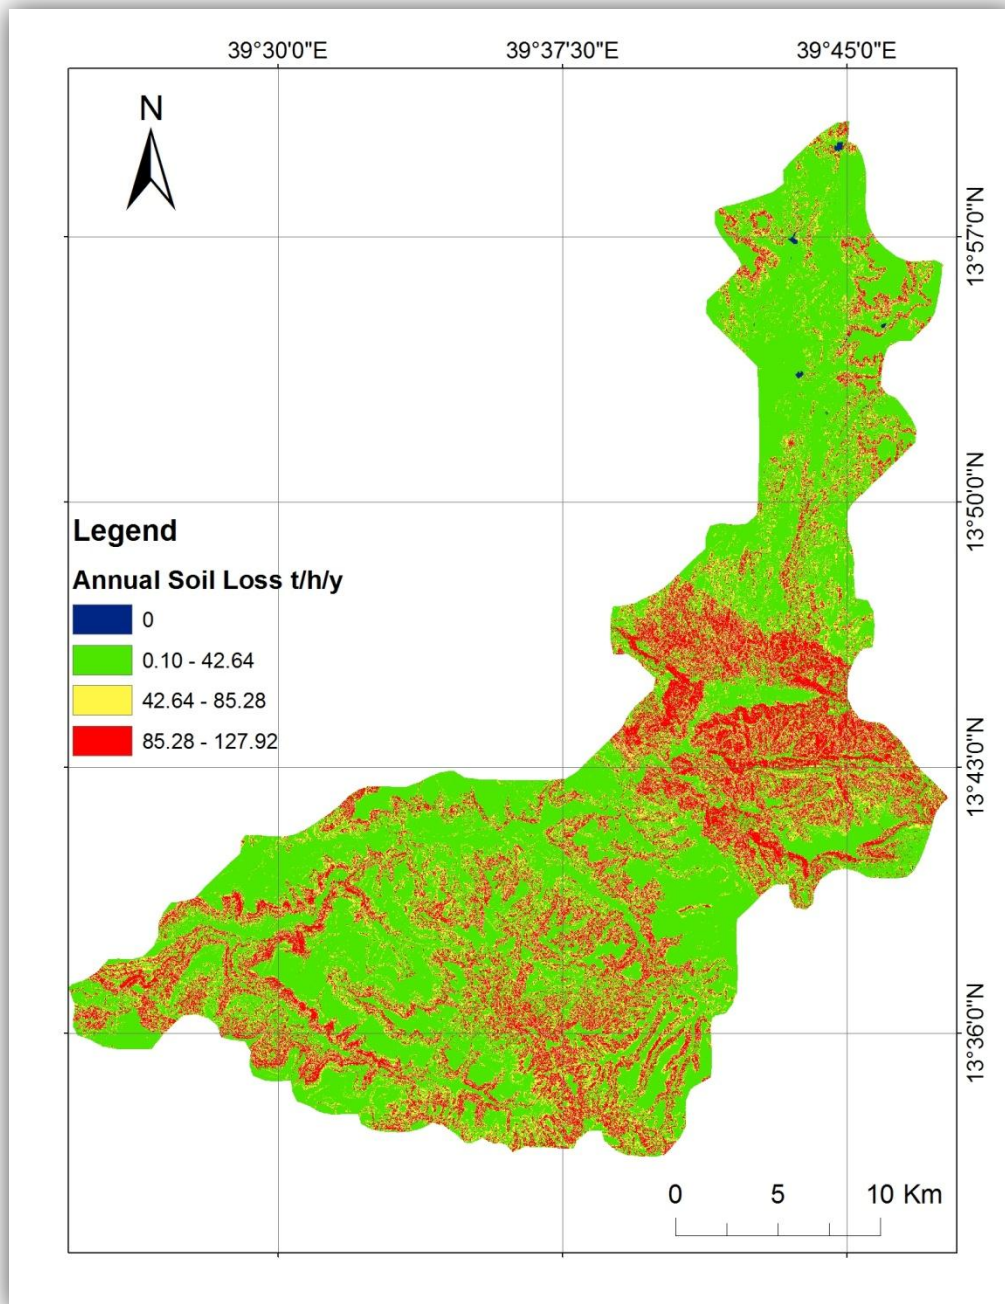 39°30'0"E
39°37'30"E
39°45'0"E
N
13°57'0"N
13°50'0"N
Legend
Annual Soil Loss t/h/y
0
0.10 - 42.64
42.64 - 85.28
85.28 - 127.92
13°43'0"N
13°36'0"N
0 5 10 Km